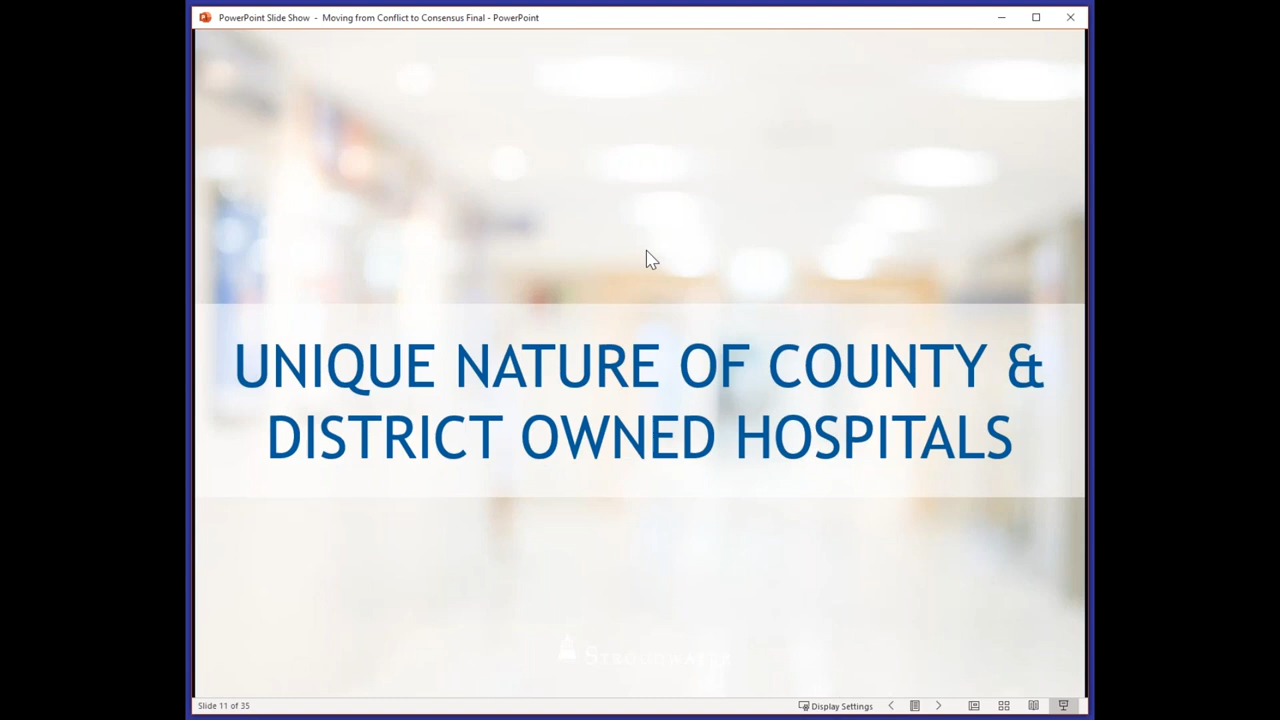 PowerPoint Slide Show - Moving from Conflict to Consensus Final - PowerPoint
UNIQUE NATURE OF COUNTY &
DISTRICT OWNED HOSPITALS
STROUDWATER
Slide 11 of 35
Display Settings